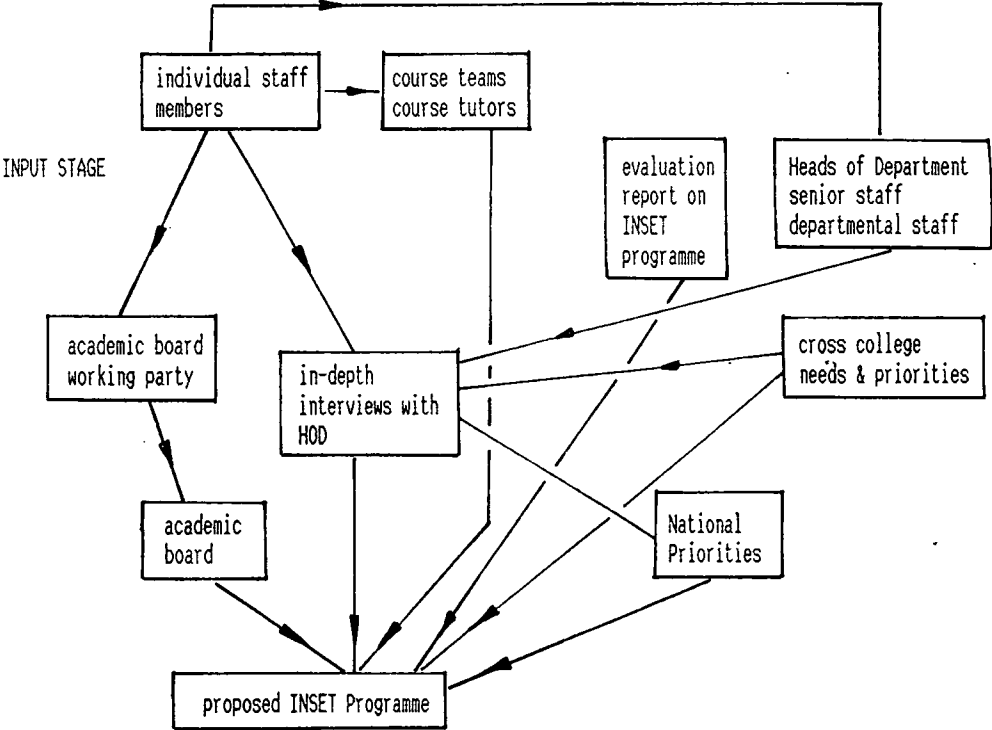 individual staff
members
course teams
course tutors
INPUT STAGE
evaluation
report on
INSET
programme
Heads of Department
senior staff
departmental staff
academic board
working party
in-depth
interviews with
HOD
cross college
needs & priorities
academic
board
National
Priorities
proposed INSET Programme